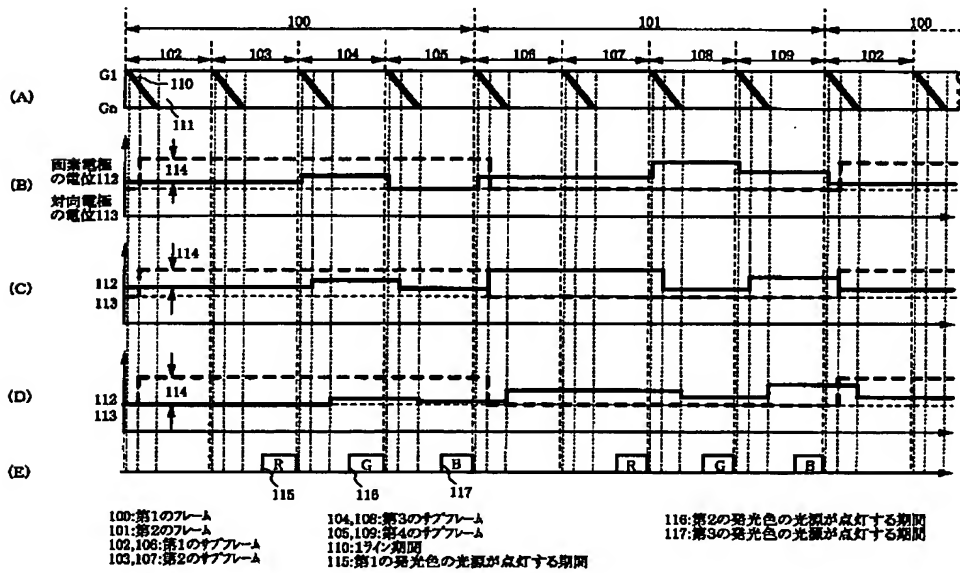 100 101 100
102 103 104 105 106 107 108 109 102
(A) G1 110
Gn 111
(B) 画素電極
の電位112
114
対向電極
の電位113
(C) 114
112
113
(D) 114
112
113
(E) R G B R G B
115 116 117
100:第1のフレーム
101:第2のフレーム
102,106:第1のサブフレーム
103,107:第2のサブフレーム
104,108:第3のサブフレーム
105,109:第4のサブフレーム
110:1ライン期間
115:第1の発光色の光源が点灯する期間
116:第2の発光色の光源が点灯する期間
117:第3の発光色の光源が点灯する期間